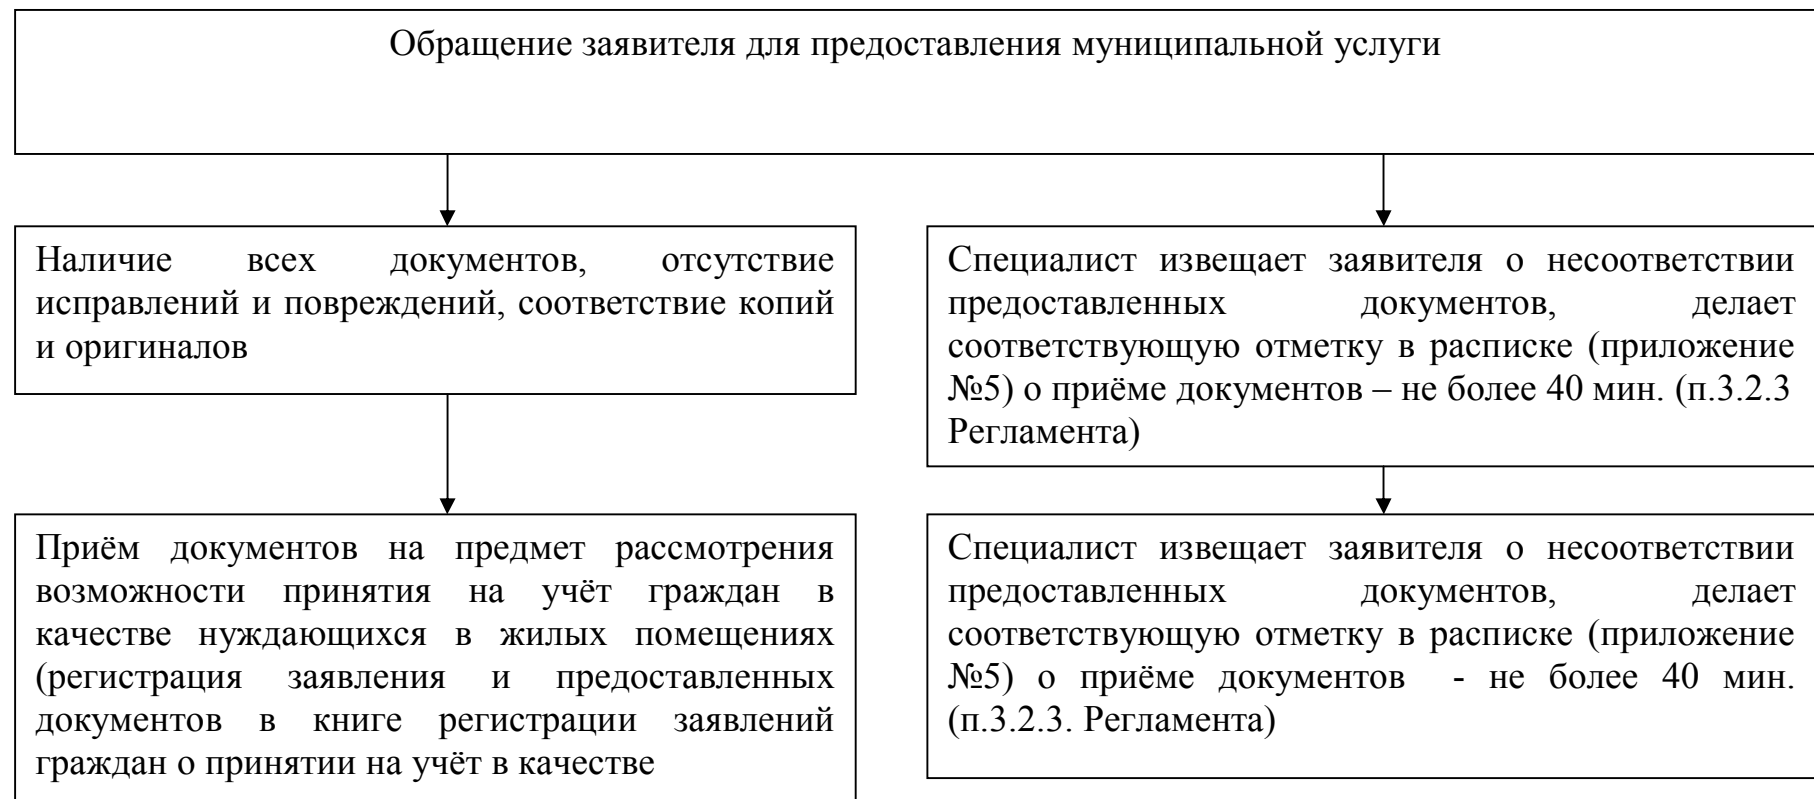 Обращение заявителя для предоставления муниципальной услуги
Наличие всех документов, отсутствие
исправлений и повреждений, соответствие копий
и оригиналов
Специалист извещает заявителя о несоответствии
предоставленных документов, делает
соответствующую отметку в расписке (приложение
№5) о приёме документов – не более 40 мин. (п.3.2.3
Регламента)
Приём документов на предмет рассмотрения
возможности принятия на учёт граждан в
качестве нуждающихся в жилых помещениях
(регистрация заявления и предоставленных
документов в книге регистрации заявлений
граждан о принятии на учёт в качестве
Специалист извещает заявителя о несоответствии
предоставленных документов, делает
соответствующую отметку в расписке (приложение
№5) о приёме документов - не более 40 мин.
(п.3.2.3. Регламента)